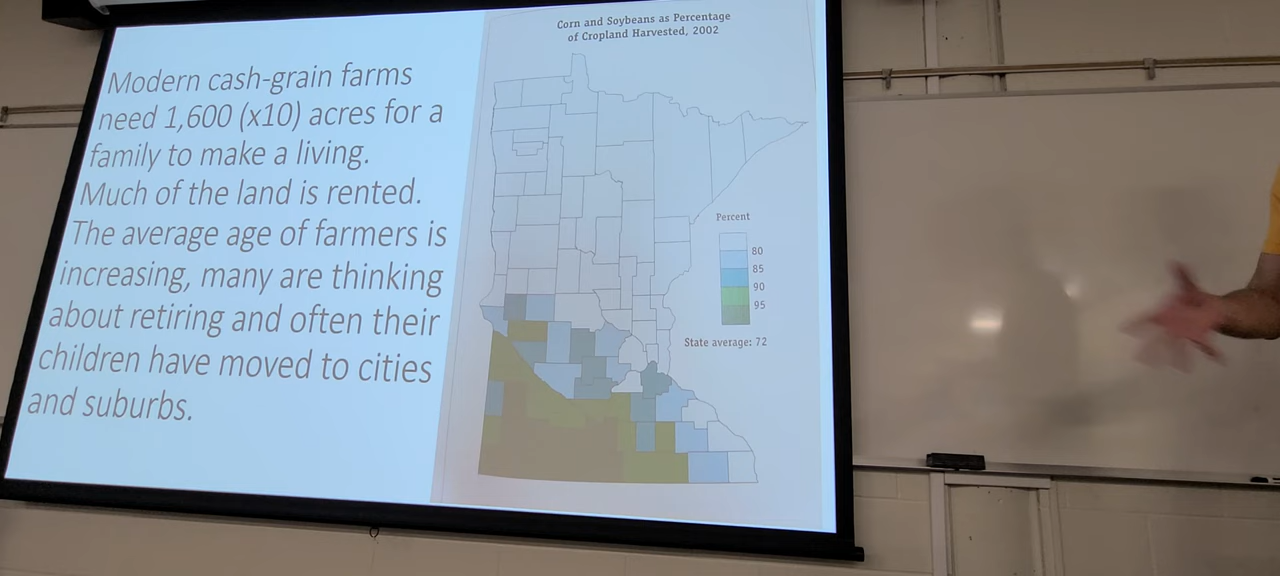 Modern cash-grain farms
need 1,600 (x10) acres for a
family to make a living.
Much of the land is rented.
The average age of farmers is
increasing, many are thinking
about retiring and often their
children have moved to cities
and suburbs.
Corn and Soybeans as Percentage
of Cropland Harvested, 2002
Percent
80
85
90
95
State average: 72